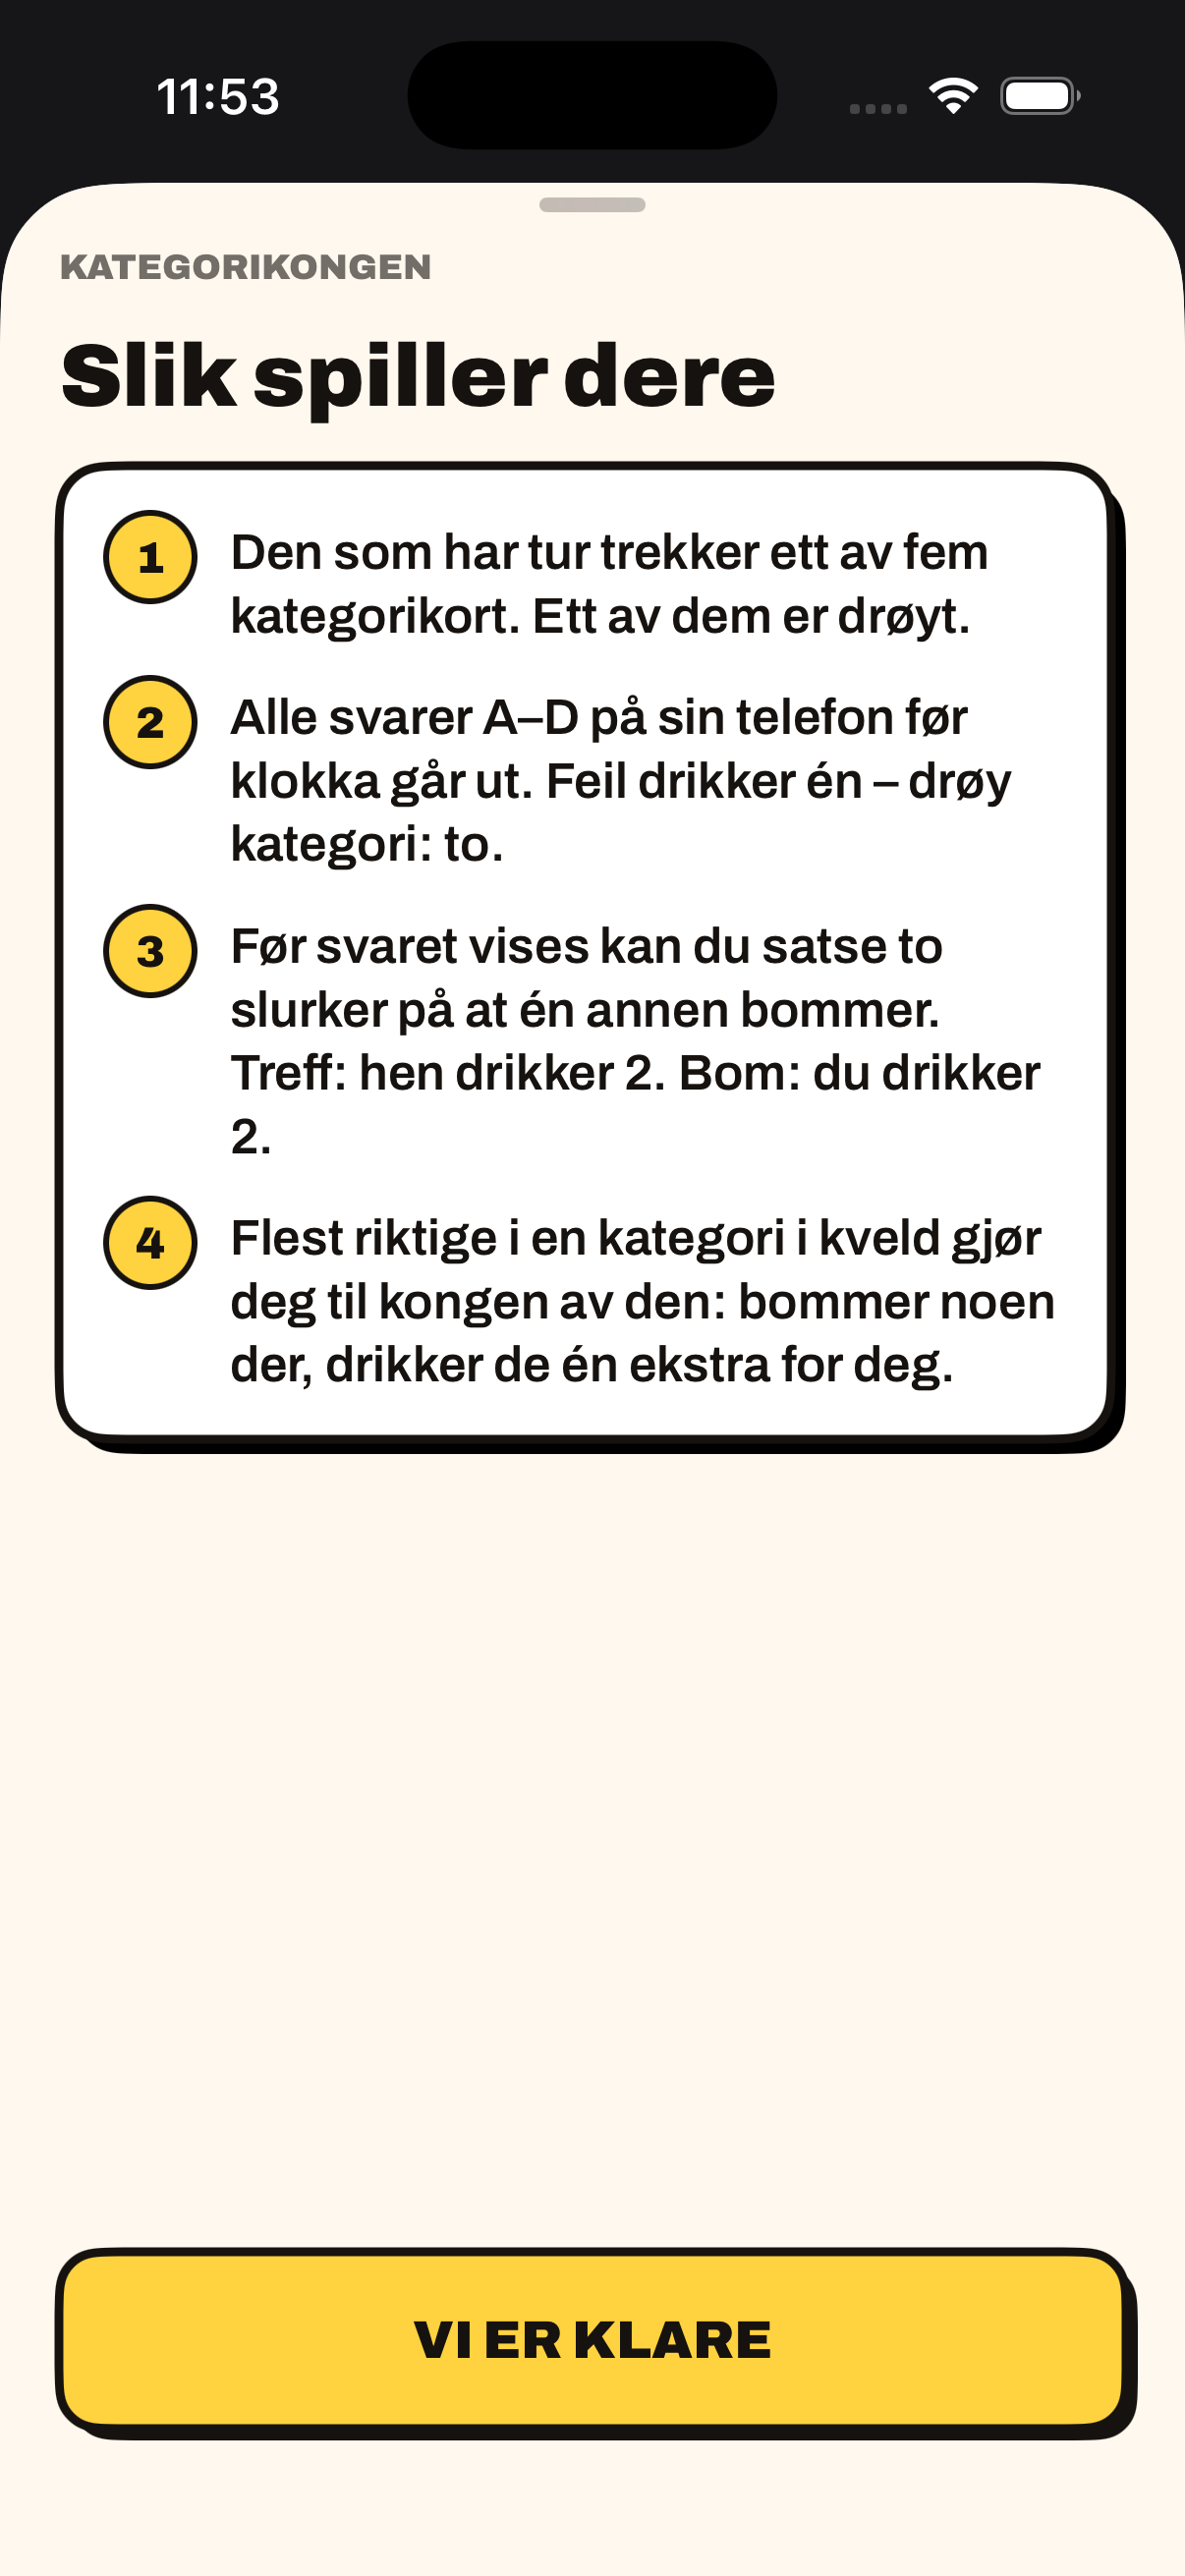 11:53
KATEGORIKONGEN
Slik spiller dere
1 Den som har tur trekker ett av fem
kategorikort. Ett av dem er drøyt.
2 Alle svarer A–D på sin telefon før
klokka går ut. Feil drikker én – drøy
kategori: to.
3 Før svaret vises kan du satse to
slurker på at én annen bommer.
Treff: hen drikker 2. Bom: du drikker
2.
4 Flest riktige i en kategori i kveld gjør
deg til kongen av den: bommer noen
der, drikker de én ekstra for deg.
VI ER KLARE